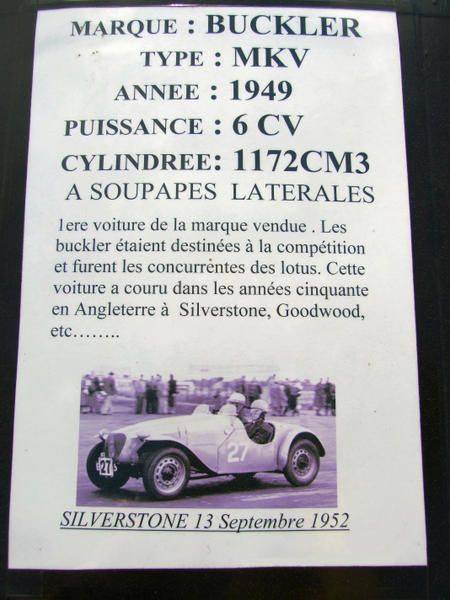 MARQUE : BUCKLER
TYPE : MKV
ANNEE : 1949
PUISSANCE : 6 CV
CYLINDREE: 1172CM3
A SOUPAPES LATERALES
1ere voiture de la marque vendue . Les
buckler étaient destinées à la compétition
et furent les concurrentes des lotus. Cette
voiture a couru dans les années cinquante
en Angleterre à Silverstone, Goodwood,
etc……..
27
27
SILVERSTONE 13 Septembre 1952